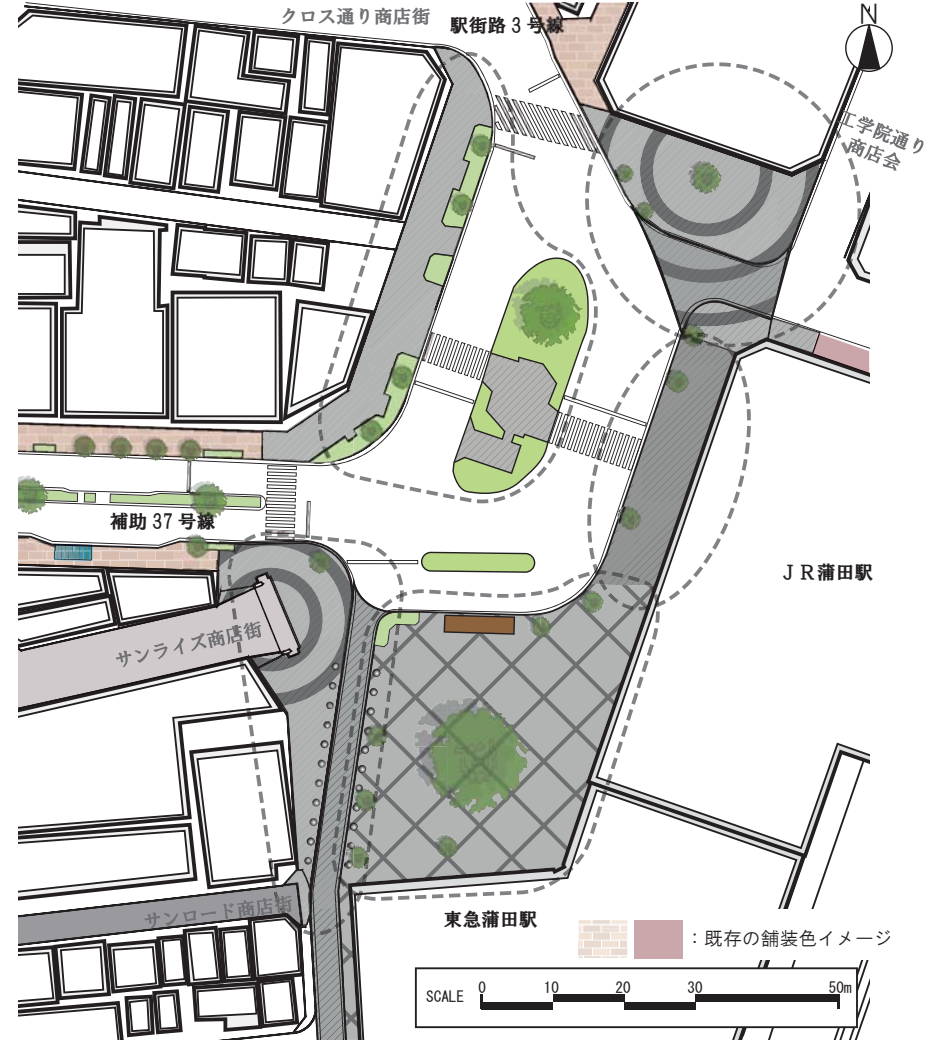 クロス通り商店街
駅街路 3 号線
N
工学院通り
商店会
補助 37 号線
ＪＲ蒲田駅
サンライズ商店街
サンロード商店街
東急蒲田駅
：既存の舗装色イメージ
SCALE 0 10 20 30 50m